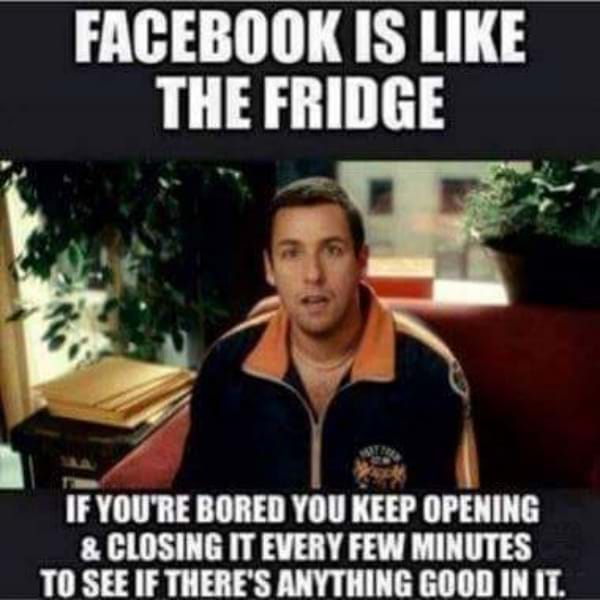 FACEBOOK IS LIKE
THE FRIDGE
IF YOU'RE BORED YOU KEEP OPENING
& CLOSING IT EVERY FEW MINUTES
TO SEE IF THERE'S ANYTHING GOOD IN IT.